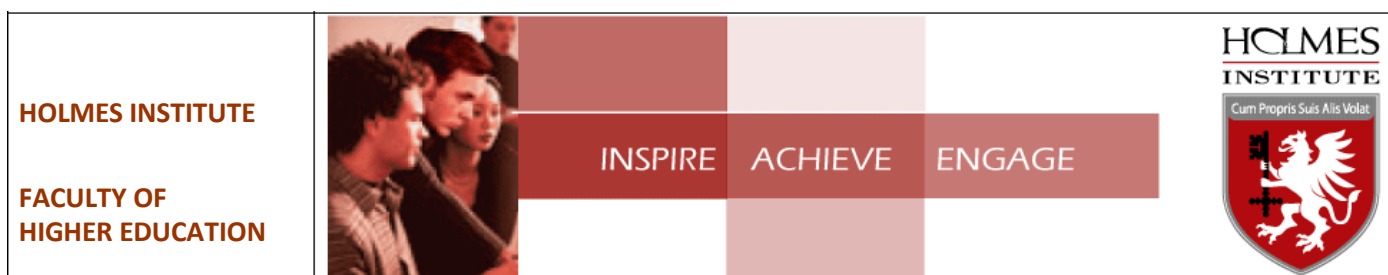 HOLMES INSTITUTE
FACULTY OF
HIGHER EDUCATION
INSPIRE ACHIEVE ENGAGE
HOLMES
INSTITUTE
Cum Propris Suis Alis Volat